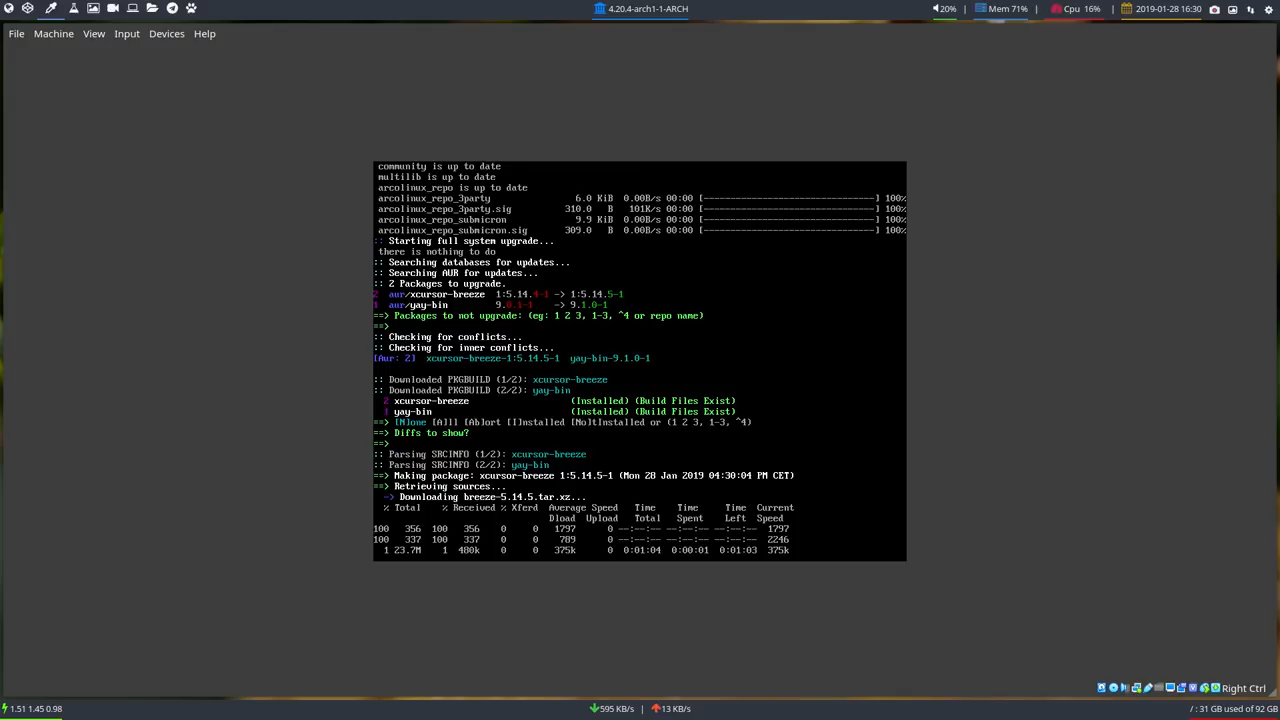 4.20.4-arch1-1-ARCH
20% | Mem 71% | Cpu 16% | 2019-01-28 16:30
File Machine View Input Devices Help
community is up to date
multilib is up to date
arcolinux_repo is up to date
arcolinux_repo_3party 6.0 KiB 0.00B/s 00:00 [--------------------------------] 100%
arcolinux_repo_3party.sig 310.0 B 101K/s 00:00 [--------------------------------] 100%
arcolinux_repo_submicron 9.9 KiB 0.00B/s 00:00 [--------------------------------] 100%
arcolinux_repo_submicron.sig 309.0 B 0.00B/s 00:00 [--------------------------------] 100%
:: Starting full system upgrade...
there is nothing to do
:: Searching databases for updates...
:: Searching AUR for updates...
:: 2 Packages to upgrade.
2 aur/xcursor-breeze 1:5.14.4-1 -> 1:5.14.5-1
1 aur/yay-bin 9.0.1-1 -> 9.1.0-1
==> Packages to not upgrade: (eg: 1 2 3, 1-3, ^4 or repo name)
==>
:: Checking for conflicts...
:: Checking for inner conflicts...
[Aur: 2] xcursor-breeze-1:5.14.5-1 yay-bin-9.1.0-1
:: Downloaded PKGBUILD (1/2): xcursor-breeze
:: Downloaded PKGBUILD (2/2): yay-bin
2 xcursor-breeze (Installed) (Build Files Exist)
1 yay-bin (Installed) (Build Files Exist)
==> [N]one [A]ll [Ab]ort [I]nstalled [No]tInstalled or (1 2 3, 1-3, ^4)
==> Diffs to show?
==>
:: Parsing SRCINFO (1/2): xcursor-breeze
:: Parsing SRCINFO (2/2): yay-bin
==> Making package: xcursor-breeze 1:5.14.5-1 (Mon 28 Jan 2019 04:30:04 PM CET)
==> Retrieving sources...
-> Downloading breeze-5.14.5.tar.xz...
% Total % Received % Xferd Average Speed Time Time Time Current
Dload Upload Total Spent Left Speed
100 356 100 356 0 0 1797 0 --:--:-- --:--:-- --:--:-- 1797
100 337 100 337 0 0 789 0 --:--:-- --:--:-- --:--:-- 2246
1 23.7M 1 480k 0 0 375k 0 0:01:04 0:00:01 0:01:03 375k
Right Ctrl
1.51 1.45 0.98
595 KB/s | 13 KB/s
/ : 31 GB used of 92 GB